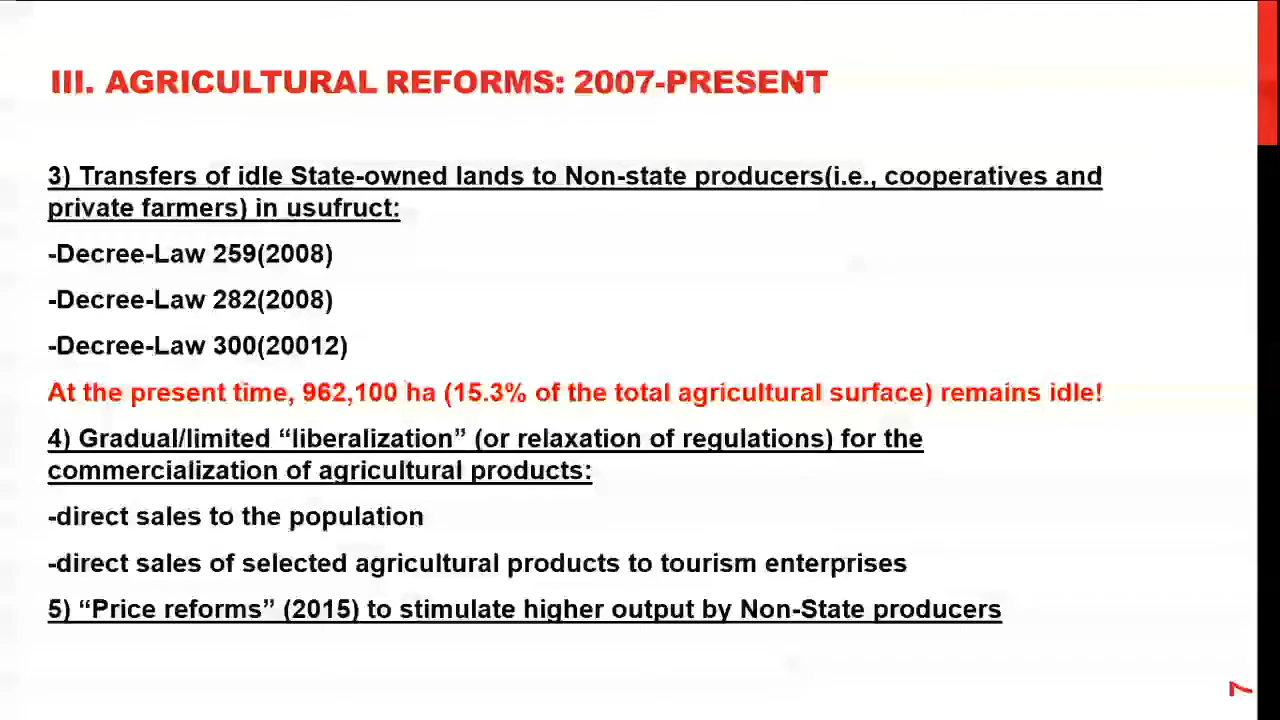 III. AGRICULTURAL REFORMS: 2007-PRESENT
3) Transfers of idle State-owned lands to Non-state producers(i.e., cooperatives and
private farmers) in usufruct:
-Decree-Law 259(2008)
-Decree-Law 282(2008)
-Decree-Law 300(20012)
At the present time, 962,100 ha (15.3% of the total agricultural surface) remains idle!
4) Gradual/limited “liberalization” (or relaxation of regulations) for the
commercialization of agricultural products:
-direct sales to the population
-direct sales of selected agricultural products to tourism enterprises
5) “Price reforms” (2015) to stimulate higher output by Non-State producers
7